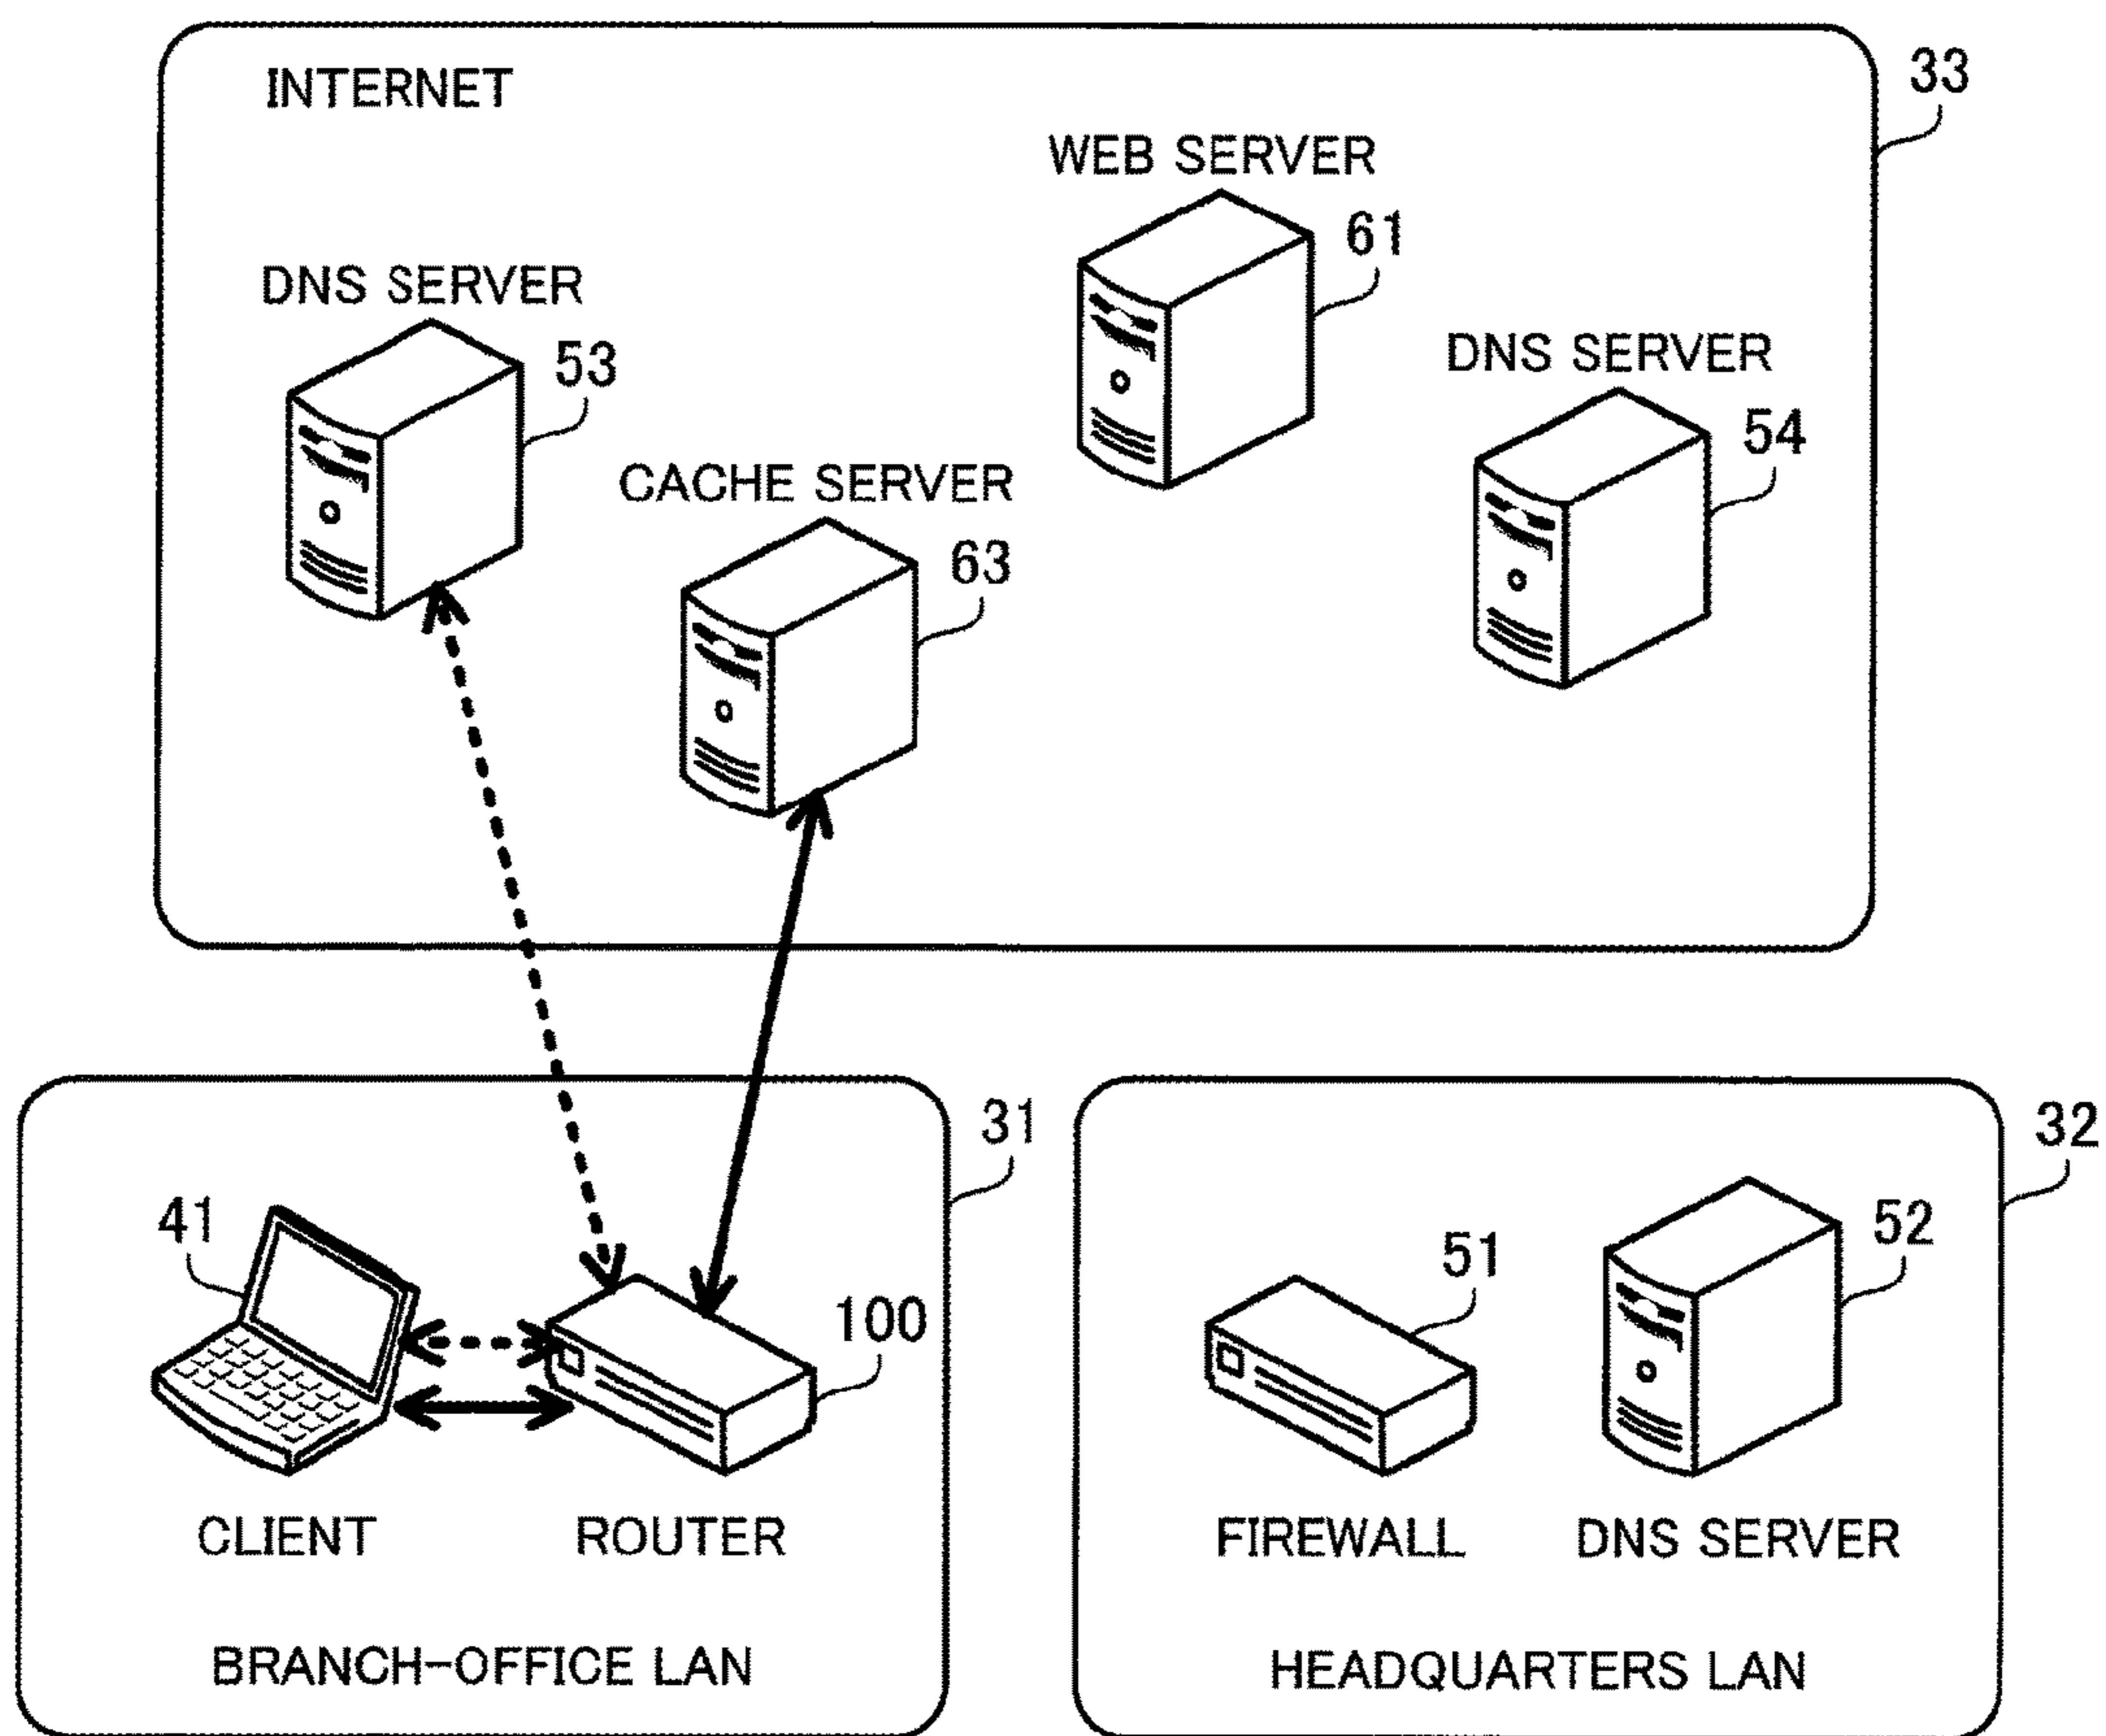 INTERNET
33
WEB SERVER
61
DNS SERVER
53
DNS SERVER
54
CACHE SERVER
63
31
32
41
100
51
52
CLIENT
ROUTER
FIREWALL
DNS SERVER
BRANCH-OFFICE LAN
HEADQUARTERS LAN